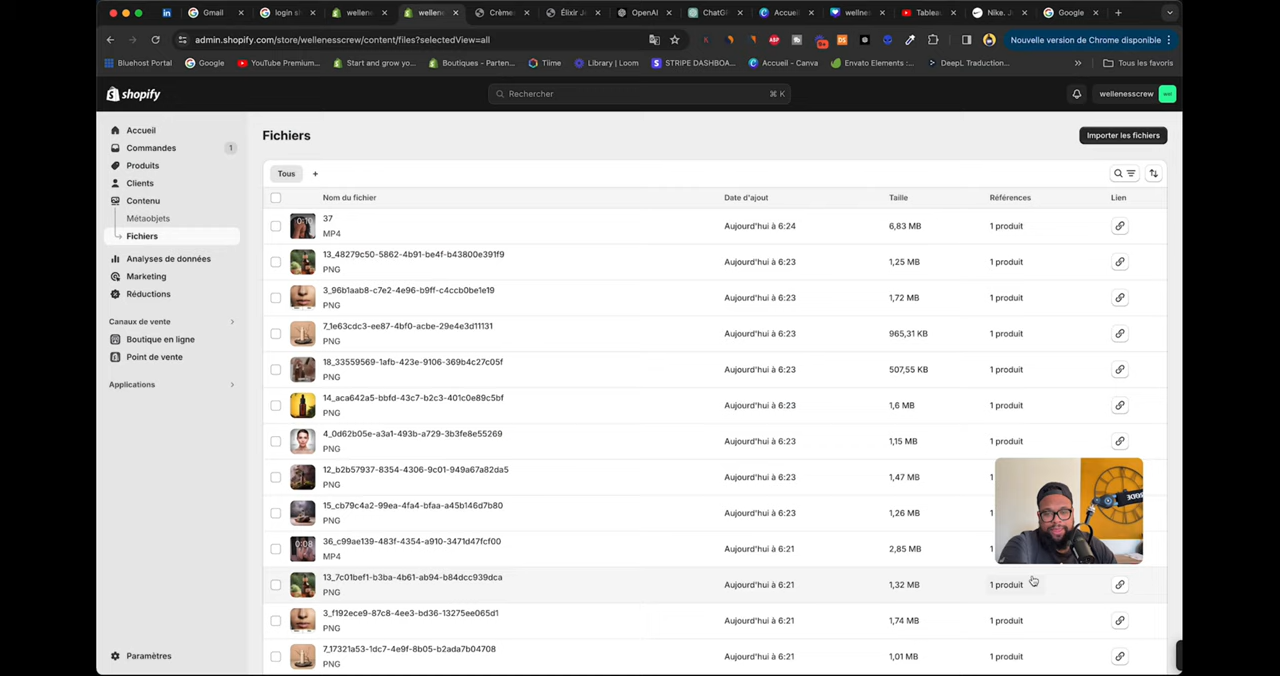 Gmail
login sh
wellene
wellene
Crème
Élixir Jo
OpenAI
ChatG
Accuei
wellnes
Tableau
Nike. Ju
Google
admin.shopify.com/store/wellenesscrew/content/files?selectedView=all
Nouvelle version de Chrome disponible
Bluehost Portal
Google
YouTube Premium...
Start and grow yo...
Boutiques - Parten...
Tiime
Library | Loom
STRIPE DASHBOA...
Accueil - Canva
Envato Elements :...
DeepL Traduction...
Tous les favoris
shopify
Rechercher
⌘ K
wellenesscrew
Accueil
Commandes 1
Produits
Clients
Contenu
Métaobjets
Fichiers
Analyses de données
Marketing
Réductions
Canaux de vente
Boutique en ligne
Point de vente
Applications
Paramètres
Fichiers
Importer les fichiers
Tous +
Nom du fichier Date d'ajout Taille Références Lien
37 Aujourd'hui à 6:24 6,83 MB 1 produit
MP4
13_48279c50-5862-4b91-be4f-b43800e391f9 Aujourd'hui à 6:23 1,25 MB 1 produit
PNG
3_96b1aab8-c7e2-4e96-b9ff-c4ccb0be1e19 Aujourd'hui à 6:23 1,72 MB 1 produit
PNG
7_1e63cdc3-ee87-4bf0-acbe-29e4e3d11131 Aujourd'hui à 6:23 965,31 KB 1 produit
PNG
18_33559569-1afb-423e-9106-369b4c27c05f Aujourd'hui à 6:23 507,55 KB 1 produit
PNG
14_aca642a5-bbfd-43c7-b2c3-401c0e89c5bf Aujourd'hui à 6:23 1,6 MB 1 produit
PNG
4_0d62b05e-a3a1-493b-a729-3b3fe8e55269 Aujourd'hui à 6:23 1,15 MB 1 produit
PNG
12_b2b57937-8354-4306-9c01-949a67a82da5 Aujourd'hui à 6:23 1,47 MB 1
PNG
15_cb79c4a2-99ea-4fa4-bfaa-a45b146d7b80 Aujourd'hui à 6:23 1,26 MB 1
PNG
36_c99ae139-483f-4354-a910-3471d47fcf00 Aujourd'hui à 6:21 2,85 MB 1
MP4
13_7c01bef1-b3ba-4b61-ab94-b84dcc939dca Aujourd'hui à 6:21 1,32 MB 1 produit
PNG
3_f192ece9-87c8-4ee3-bd36-13275ee065d1 Aujourd'hui à 6:21 1,74 MB 1 produit
PNG
7_17321a53-1dc7-4e9f-8b05-b2ada7b04708 Aujourd'hui à 6:21 1,01 MB 1 produit
PNG